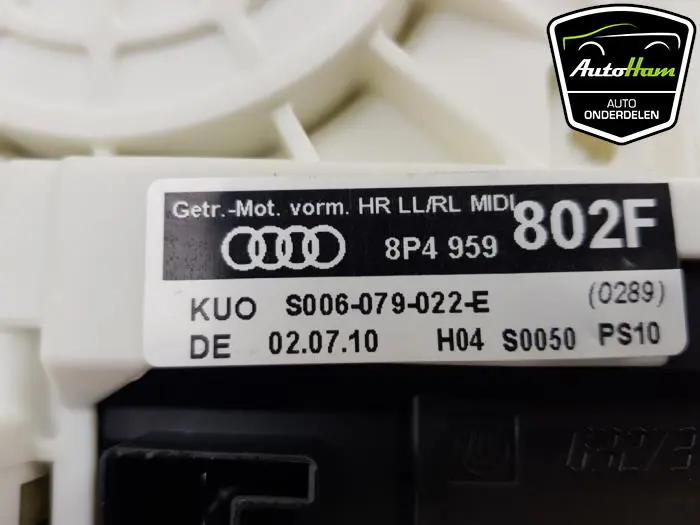 AutoHam
AUTO
ONDERDELEN
Getr.-Mot. vorm. HR LL/RL MIDI
8P4 959 802F
KUO S006-079-022-E (0289)
DE 02.07.10 H04 S0050 PS10